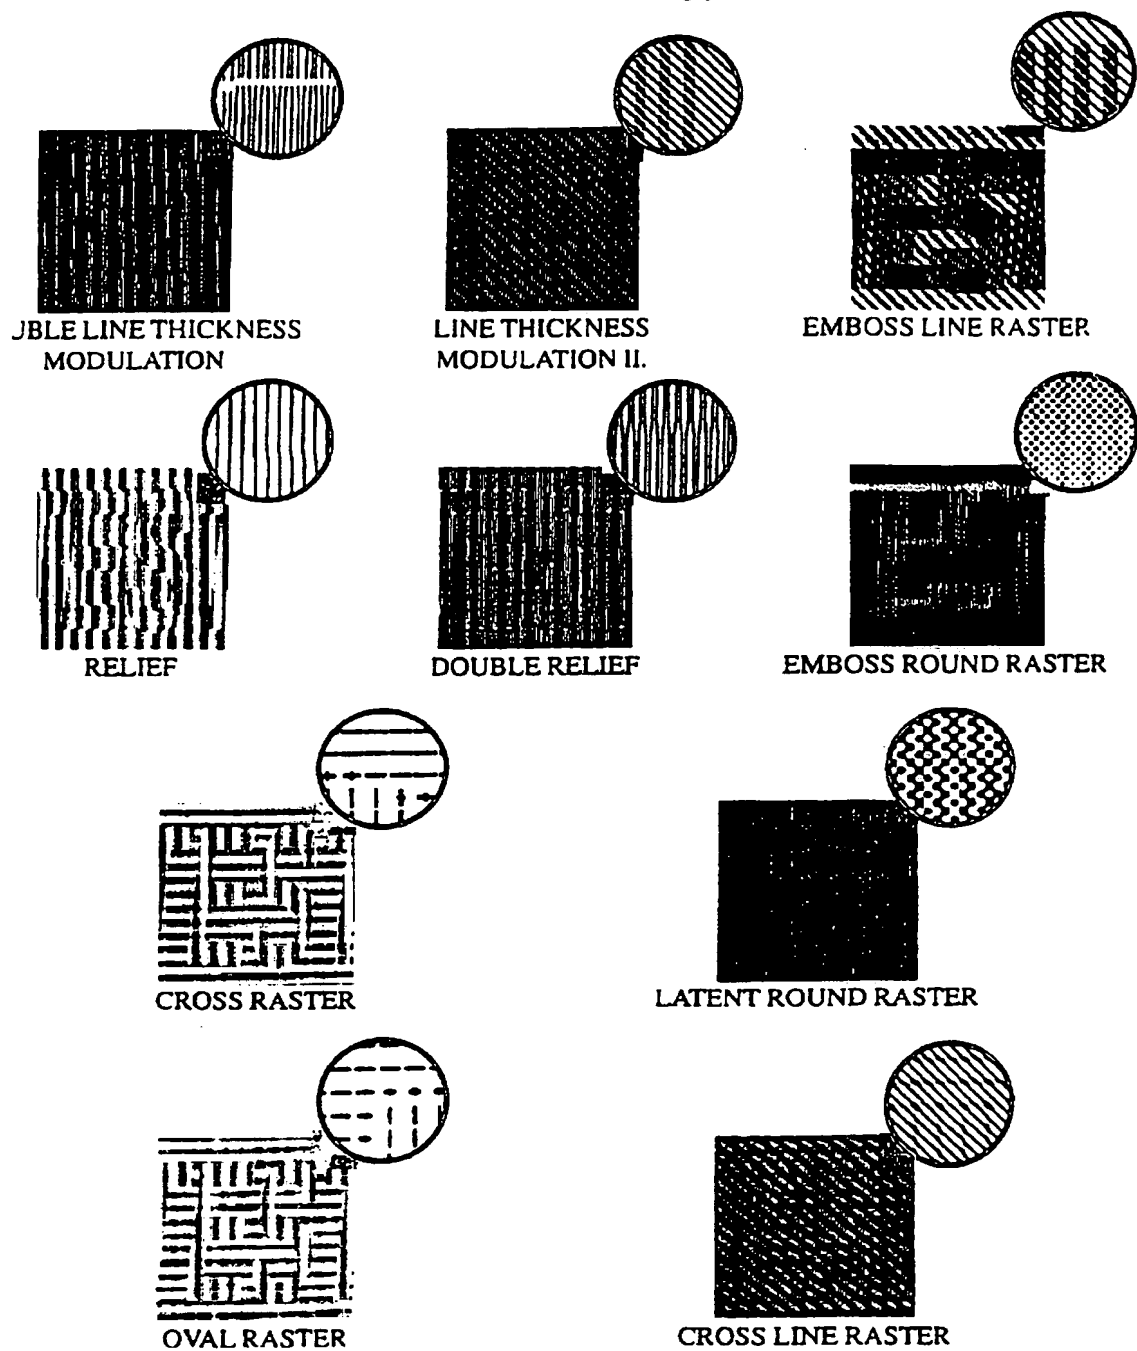 JBLE LINE THICKNESS
MODULATION
LINE THICKNESS
MODULATION II.
EMBOSS LINE RASTER
RELIEF
DOUBLE RELIEF
EMBOSS ROUND RASTER
CROSS RASTER
LATENT ROUND RASTER
OVAL RASTER
CROSS LINE RASTER